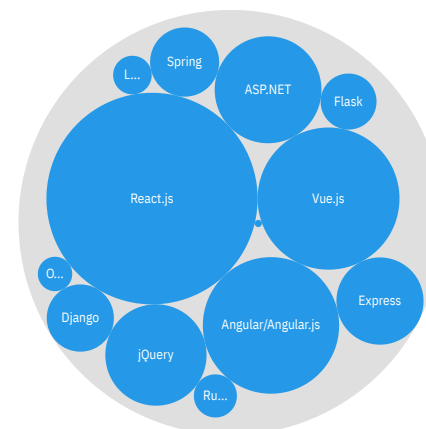 Spring
L...
ASP.NET
Flask
React.js
Vue.js
O...
Django
Express
Angular/Angular.js
jQuery
Ru...